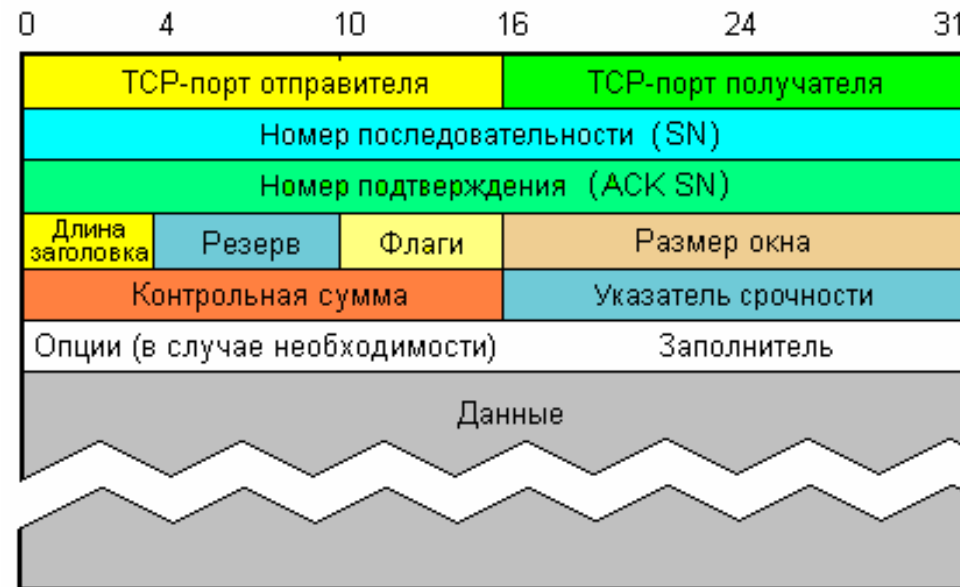 0 4 10 16 24 31
TCP-порт отправителя TCP-порт получателя
Номер последовательности (SN)
Номер подтверждения (ACK SN)
Длина заголовка Резерв Флаги Размер окна
Контрольная сумма Указатель срочности
Опции (в случае необходимости) Заполнитель
Данные